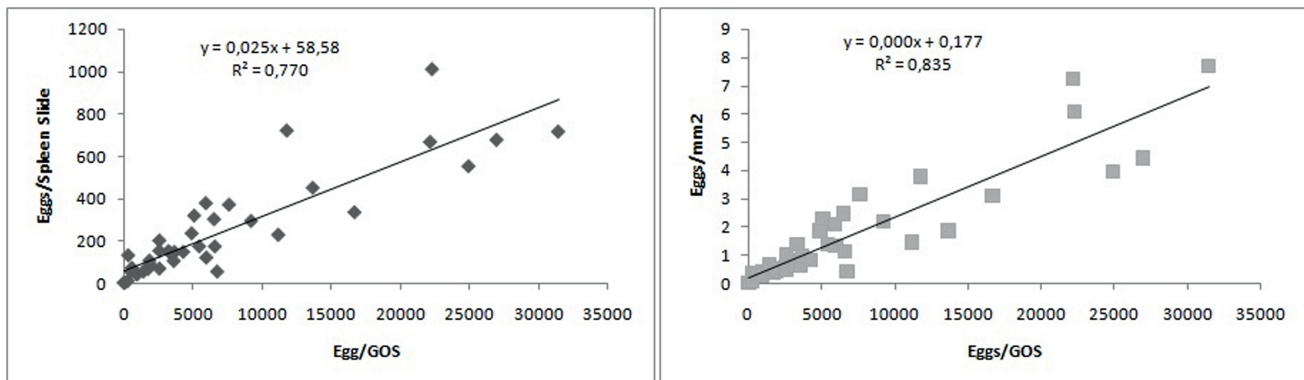 y = 0,025x + 58,58
R² = 0,770
Eggs/Spleen Slide
1200
1000
800
600
400
200
0
0 5000 10000 15000 20000 25000 30000 35000
Egg/GOS
y = 0,000x + 0,177
R² = 0,835
Eggs/mm2
9
8
7
6
5
4
3
2
1
0
0 5000 10000 15000 20000 25000 30000 35000
Eggs/GOS